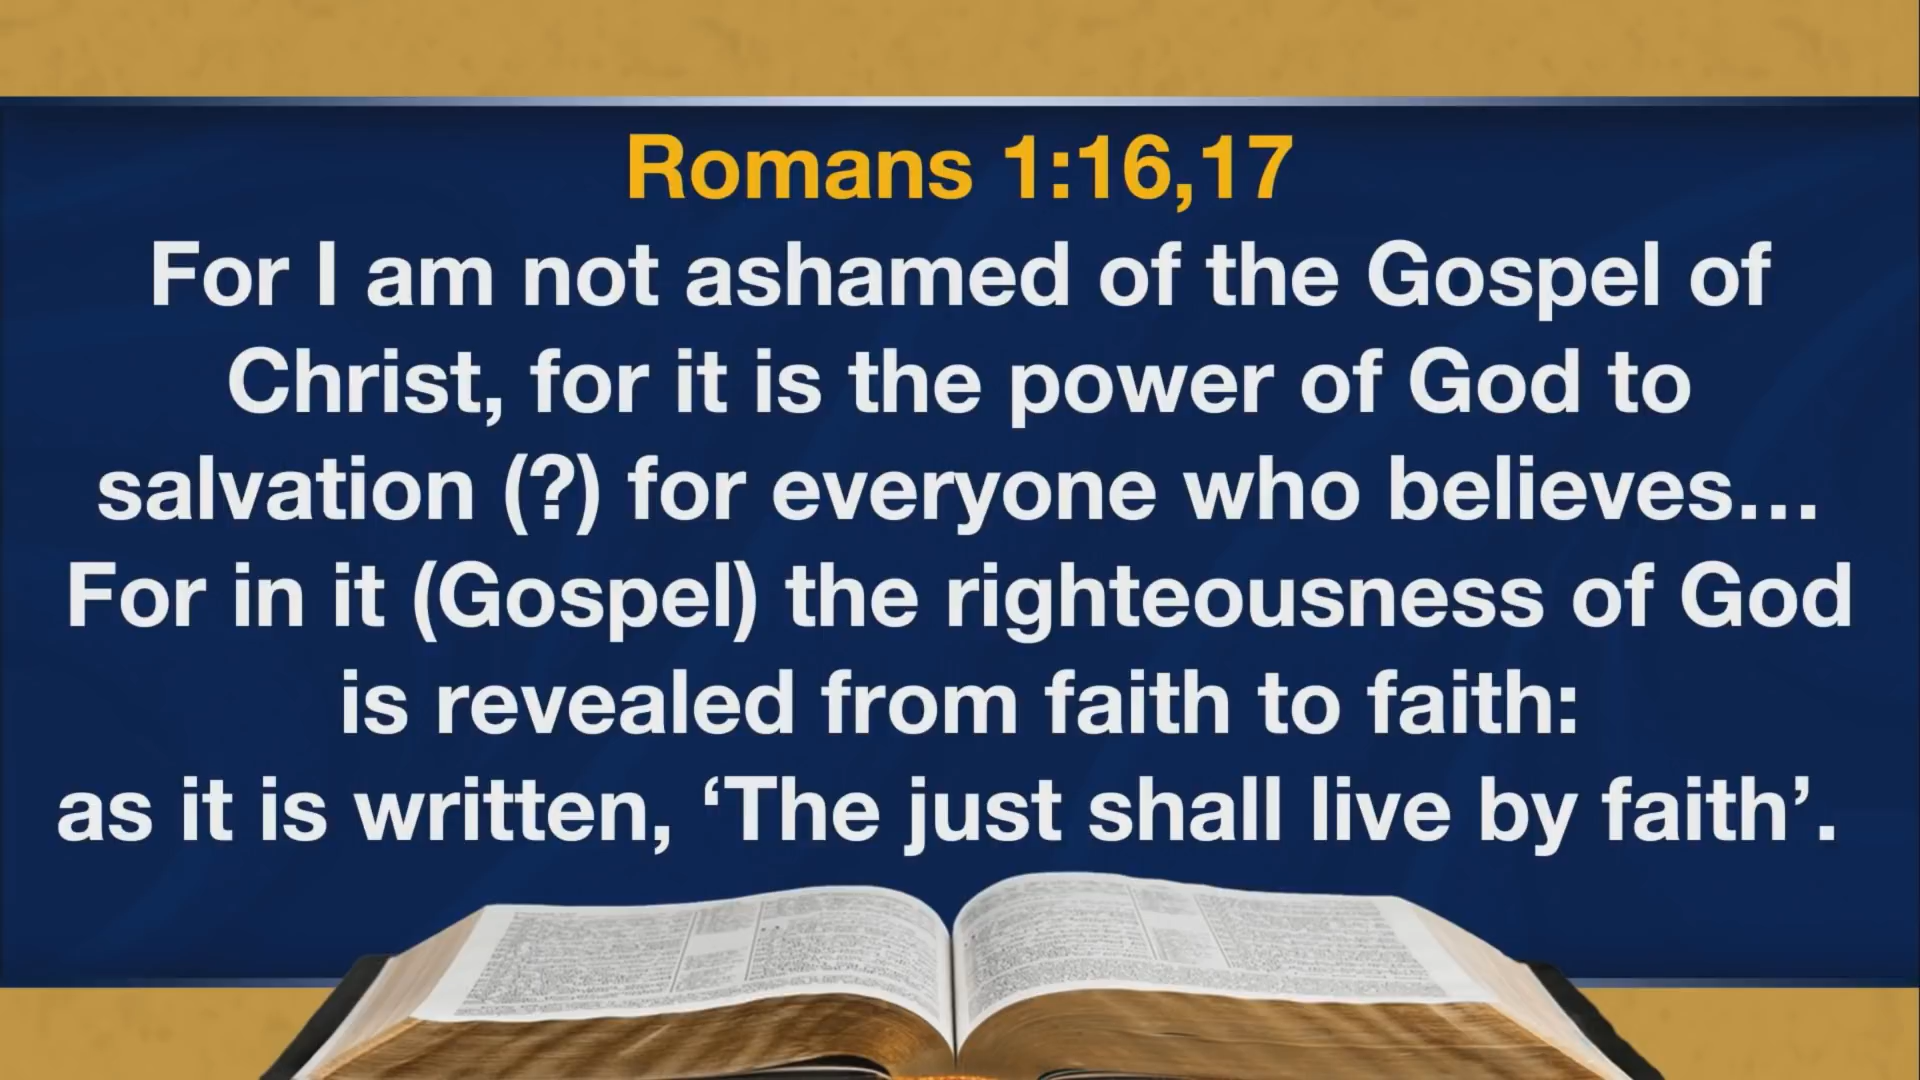 Romans 1:16,17
For I am not ashamed of the Gospel of
Christ, for it is the power of God to
salvation (?) for everyone who believes…
For in it (Gospel) the righteousness of God
is revealed from faith to faith:
as it is written, ‘The just shall live by faith’.